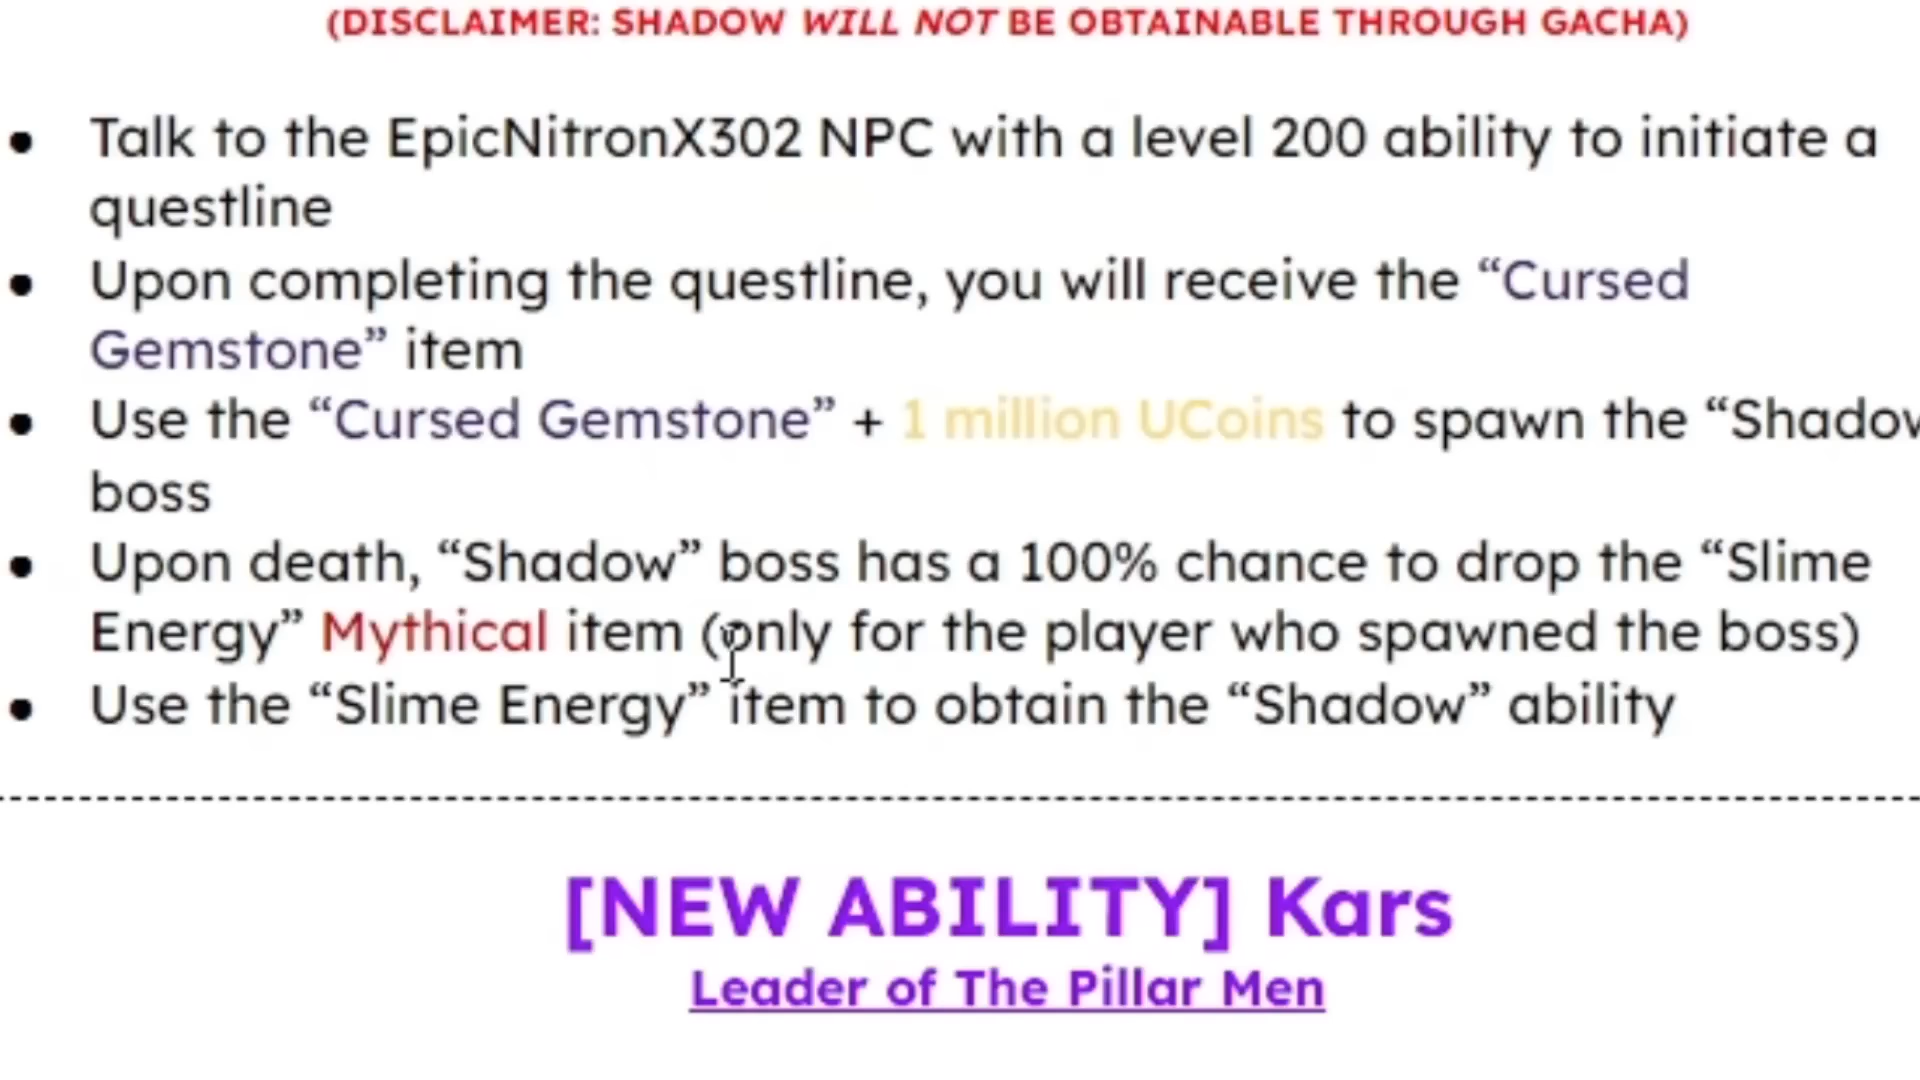 (DISCLAIMER: SHADOW WILL NOT BE OBTAINABLE THROUGH GACHA)
● Talk to the EpicNitronX302 NPC with a level 200 ability to initiate a
questline
● Upon completing the questline, you will receive the “Cursed
Gemstone” item
● Use the “Cursed Gemstone” + 1 million UCoins to spawn the “Shadow
boss
● Upon death, “Shadow” boss has a 100% chance to drop the “Slime
Energy” Mythical item (only for the player who spawned the boss)
● Use the “Slime Energy” item to obtain the “Shadow” ability
[NEW ABILITY] Kars
Leader of The Pillar Men